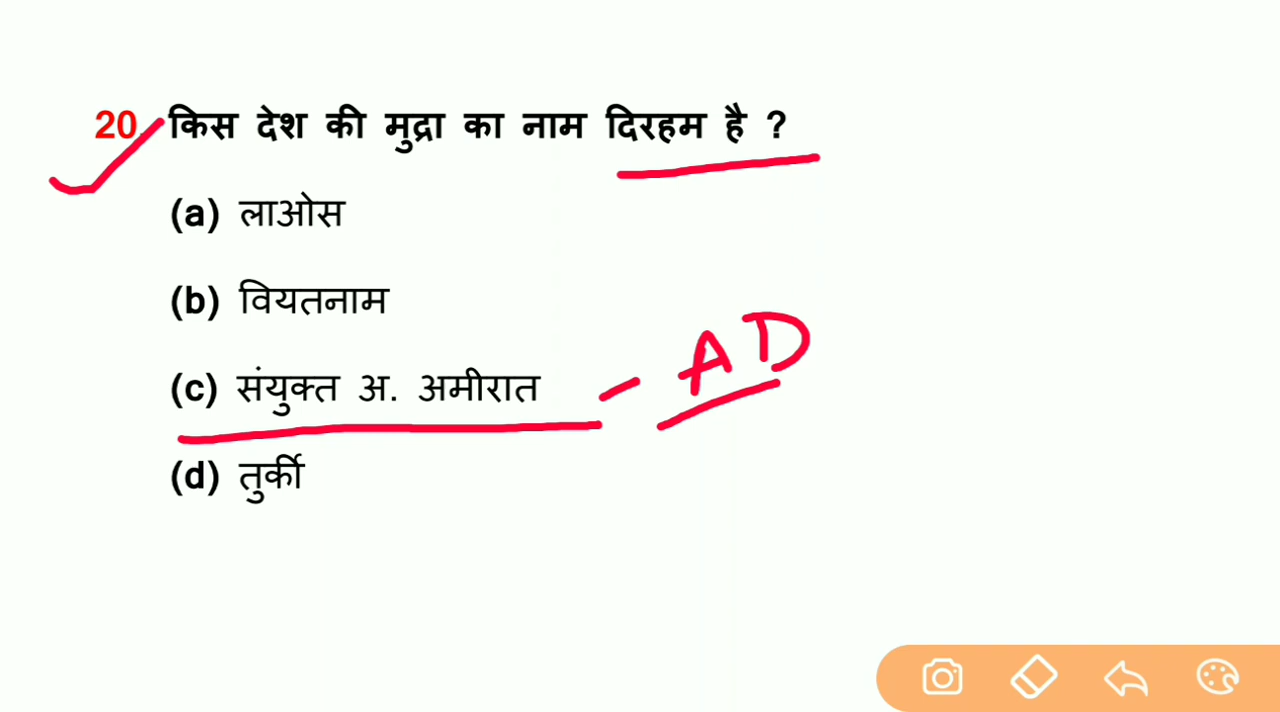 20. किस देश की मुद्रा का नाम दिरहम है ?
(a) लाओस
(b) वियतनाम
(c) संयुक्त अ. अमीरात - AD
(d) तुर्की